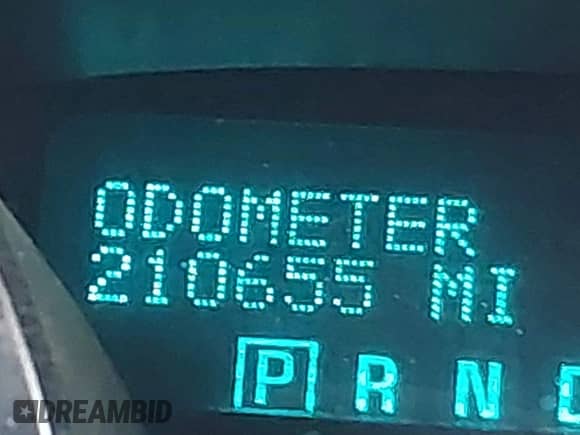 ODOMETER
210655 MI
P R N D
DREAMBID